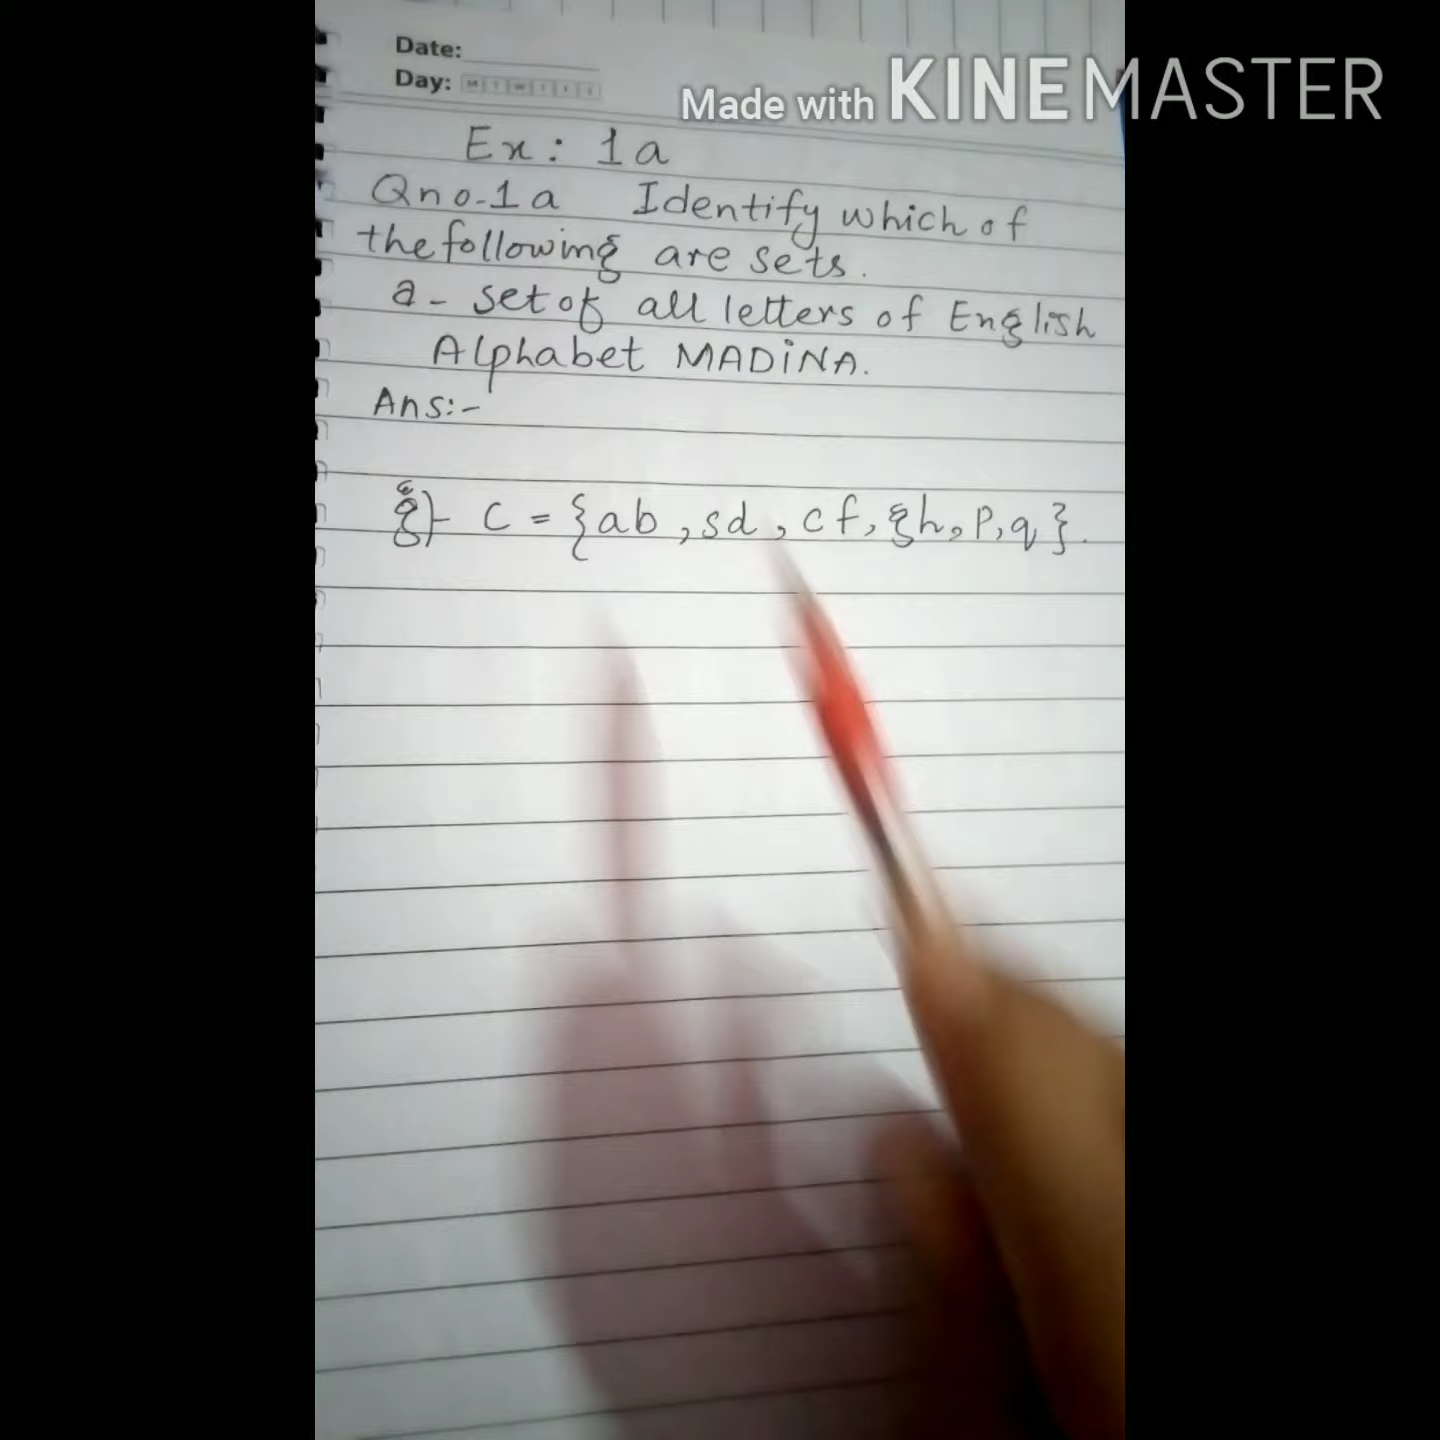 Date:
Day:
Made with KINEMASTER
Ex: 1a
Qno-1a Identify which of
the following are sets.
a- set of all letters of English
Alphabet MADiNA.
Ans:-
g)- C = {ab, sd, cf, gh, p, q}.